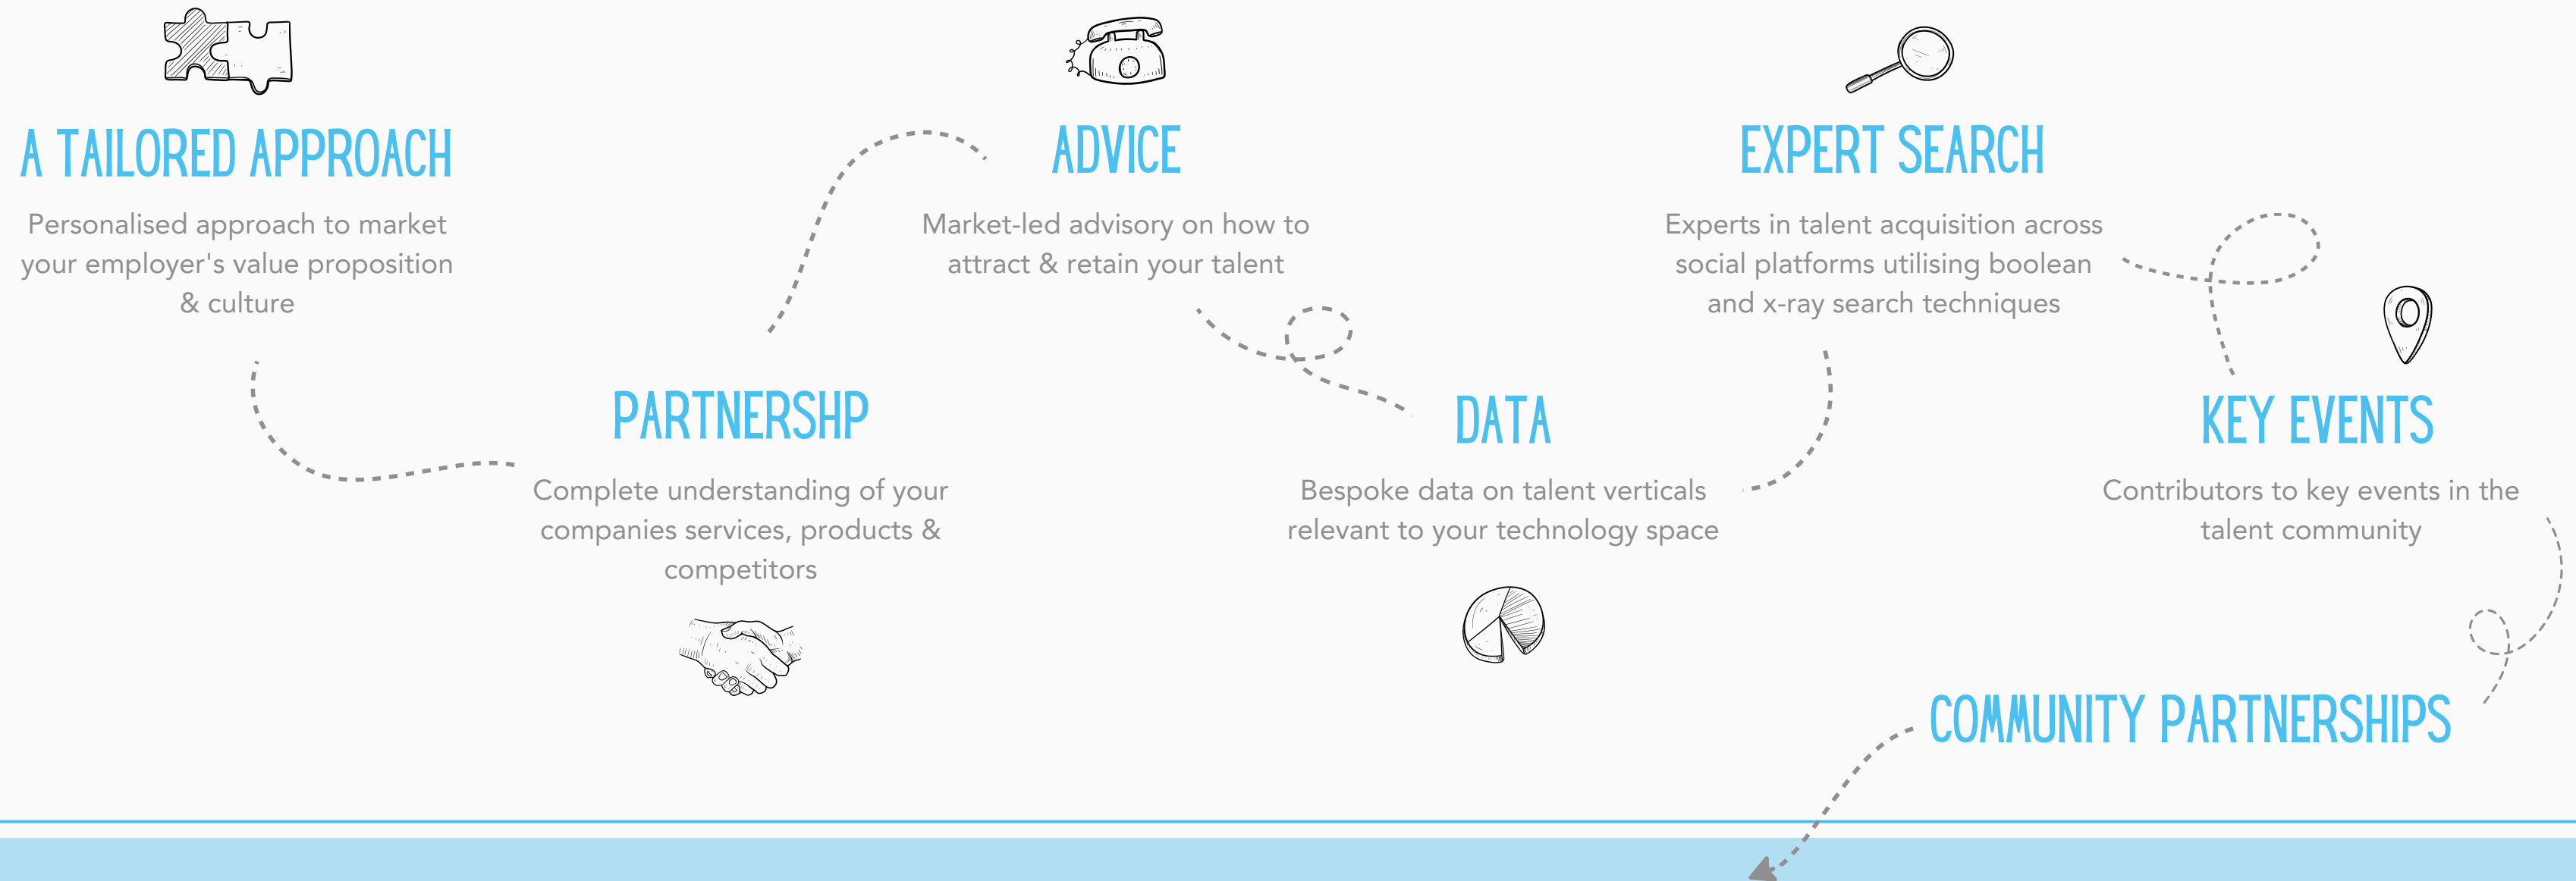 A TAILORED APPROACH
Personalised approach to market
your employer's value proposition
& culture
PARTNERSHP
Complete understanding of your
companies services, products &
competitors
ADVICE
Market-led advisory on how to
attract & retain your talent
DATA
Bespoke data on talent verticals
relevant to your technology space
EXPERT SEARCH
Experts in talent acquisition across
social platforms utilising boolean
and x-ray search techniques
KEY EVENTS
Contributors to key events in the
talent community
COMMUNITY PARTNERSHIPS